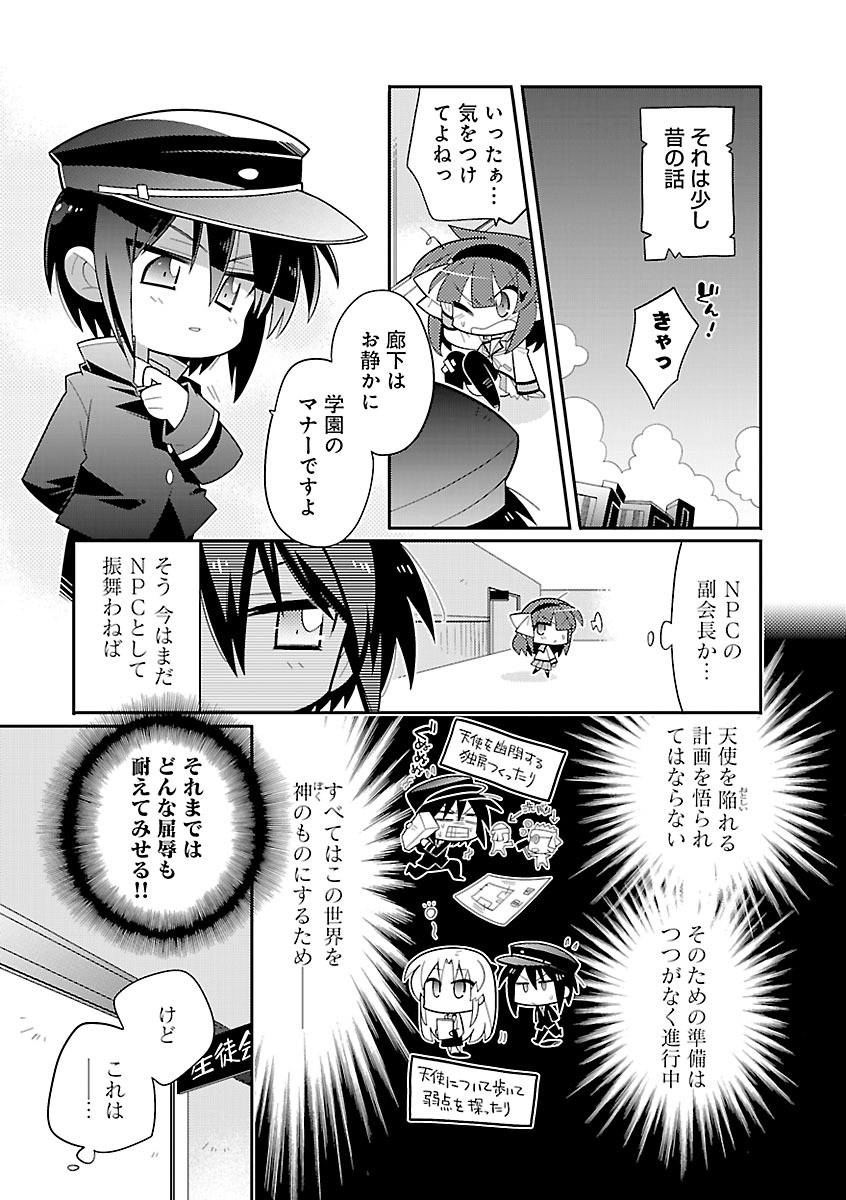 それは少し
昔の話
どん!
きゃっ
いったぁ…
気をつけ
てよねっ
廊下は
お静かに
学園の
マナーですよ
NPCの
副会長か…
そう 今はまだ
NPCとして
振舞わねば
天使を陥れる
おとしい
計画を悟られ
てはならない
そのための準備は
つつがなく進行中
天使を幽閉する
独房つくったり
天使について歩いて
弱点を探ったり
すべてはこの世界を
神のものにするため――
ぼく
それまでは
どんな屈辱も
耐えてみせる!!
生徒会
けど
これは
――…